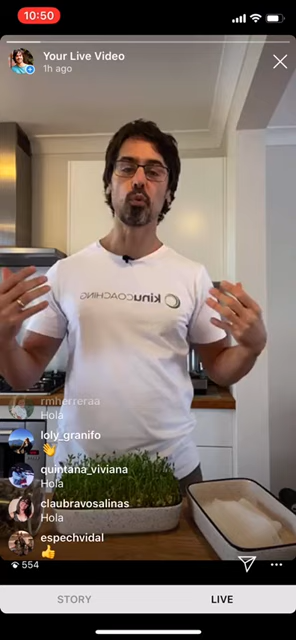 10:50
Your Live Video
1h ago
kinuCOACHING
rmherreraa
Hola
loly_granifo
👋
quintana_viviana
Hola
claubravosalinas
Hola
espechvidal
👍
554
STORY LIVE